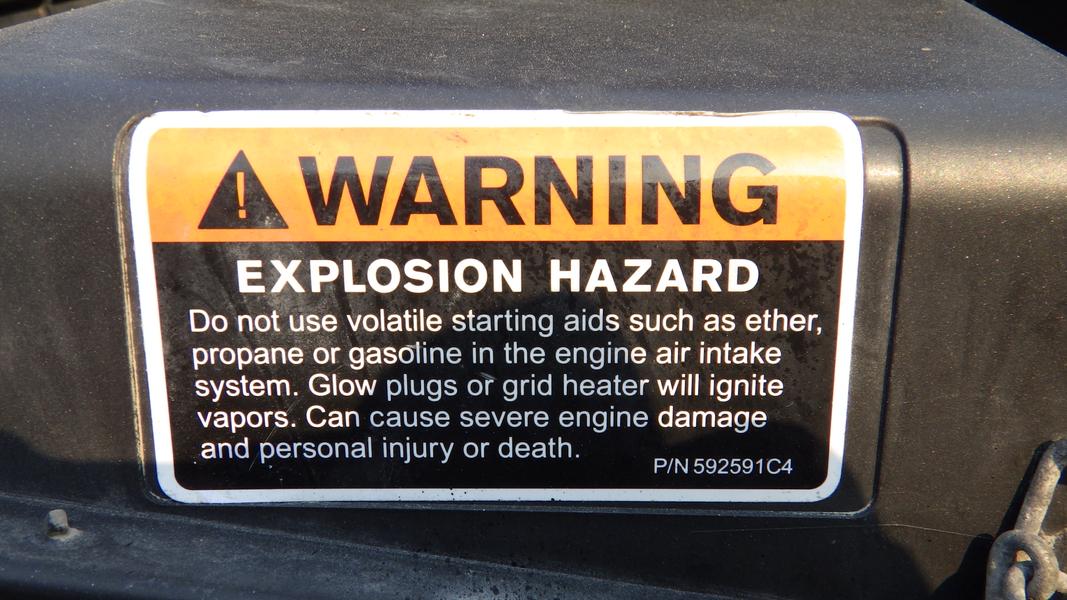 WARNING
EXPLOSION HAZARD
Do not use volatile starting aids such as ether,
propane or gasoline in the engine air intake
system. Glow plugs or grid heater will ignite
vapors. Can cause severe engine damage
and personal injury or death.
P/N 592591C4